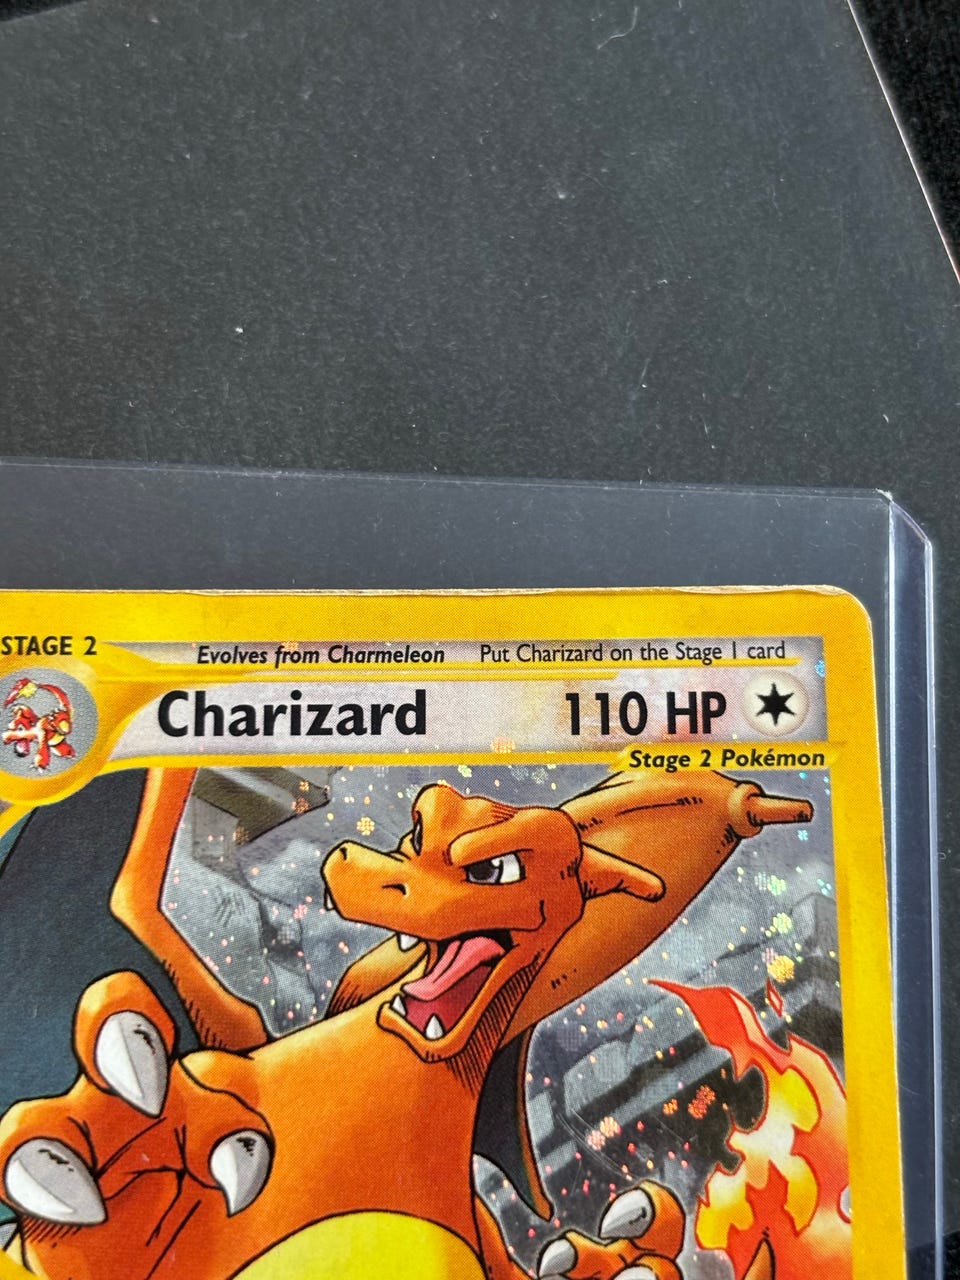 STAGE 2
Evolves from Charmeleon Put Charizard on the Stage 1 card
Charizard 110 HP
Stage 2 Pokémon